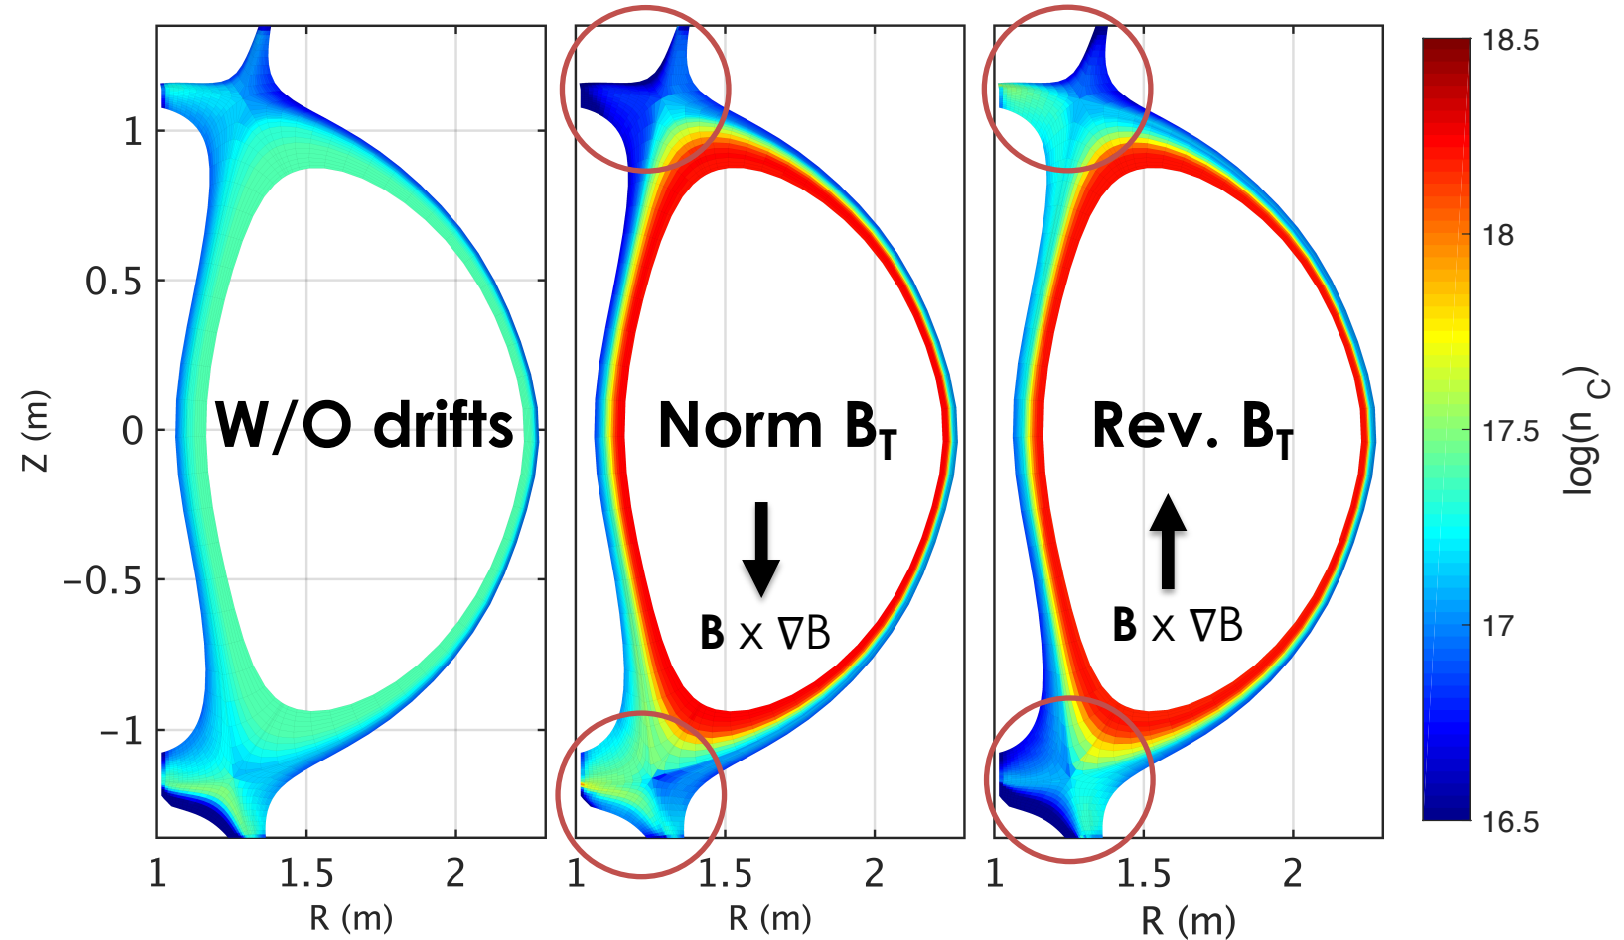 W/O drifts
Norm B_T
B x ∇B
Rev. B_T
B x ∇B
Z (m)
1
0.5
0
−0.5
−1
1 1.5 2
R (m)
1 1.5 2
R (m)
1 1.5 2
R (m)
18.5
18
17.5
17
16.5
log(n_C)